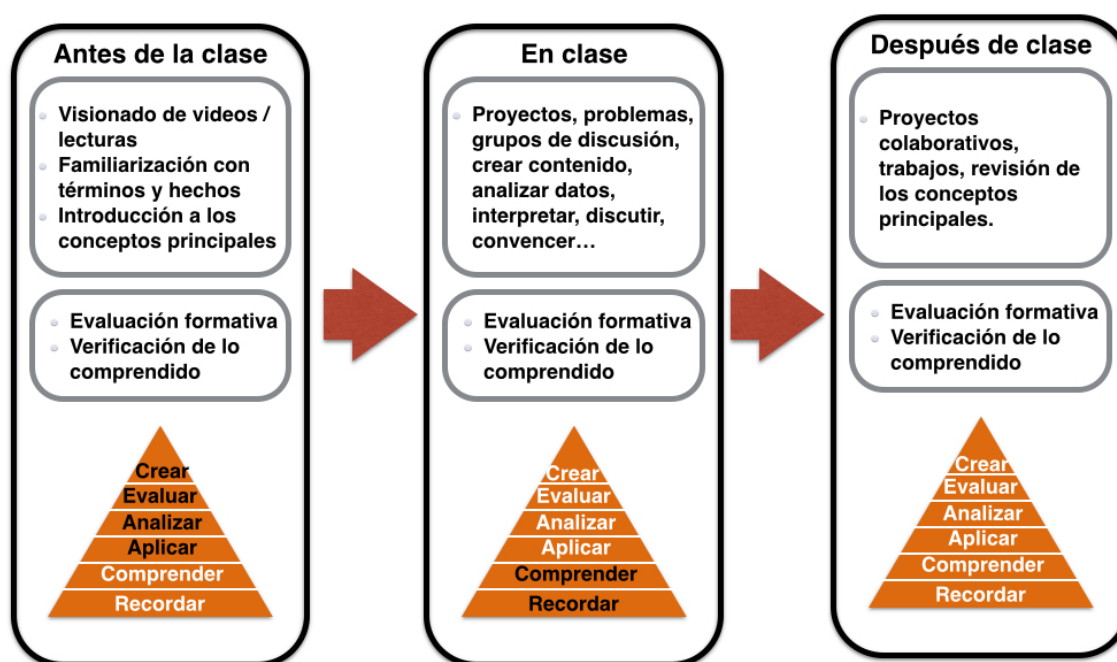 Antes de la clase
Visionado de videos /
lecturas
Familiarización con
términos y hechos
Introducción a los
conceptos principales
Evaluación formativa
Verificación de lo
comprendido
Crear
Evaluar
Analizar
Aplicar
Comprender
Recordar
En clase
Proyectos, problemas,
grupos de discusión,
crear contenido,
analizar datos,
interpretar, discutir,
convencer…
Evaluación formativa
Verificación de lo
comprendido
Crear
Evaluar
Analizar
Aplicar
Comprender
Recordar
Después de clase
Proyectos
colaborativos,
trabajos, revisión de
los conceptos
principales.
Evaluación formativa
Verificación de lo
comprendido
Crear
Evaluar
Analizar
Aplicar
Comprender
Recordar